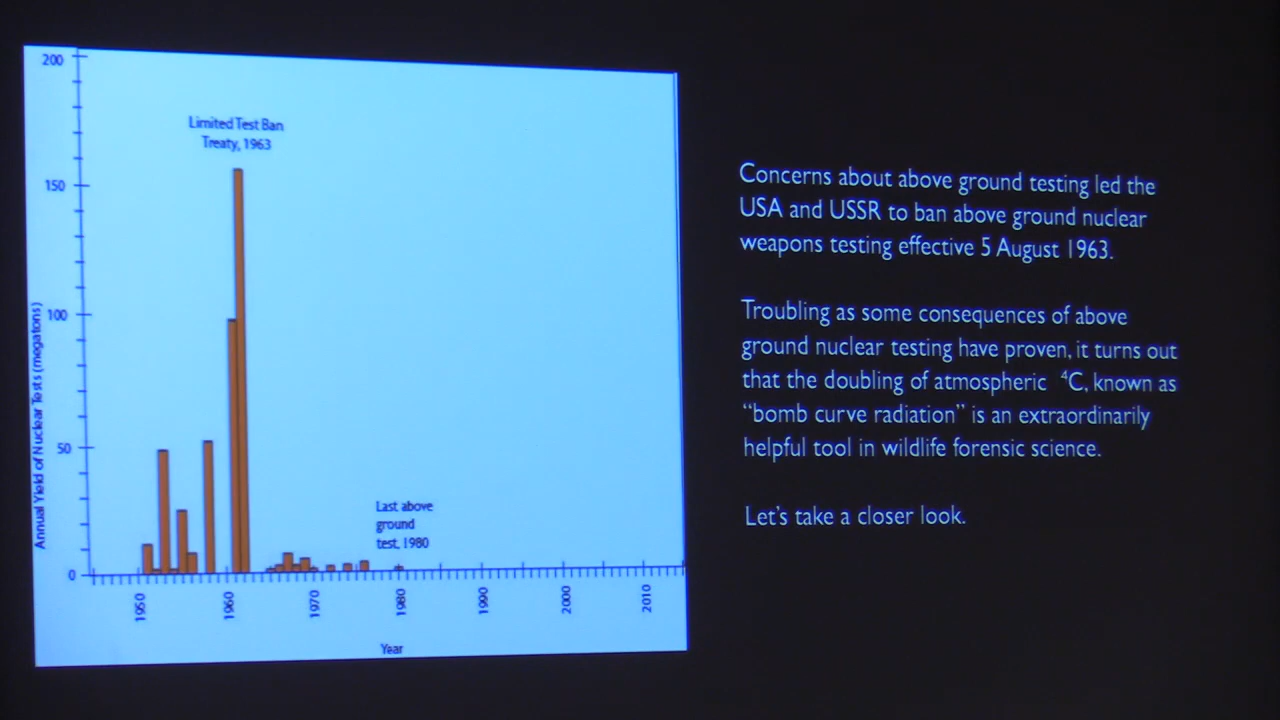 200
Limited Test Ban
Treaty, 1963
150
100
50
0
Annual Yield of Nuclear Tests (megatons)
Last above
ground
test, 1980
1950
1960
1970
1980
1990
2000
2010
Year
Concerns about above ground testing led the
USA and USSR to ban above ground nuclear
weapons testing effective 5 August 1963.
Troubling as some consequences of above
ground nuclear testing have proven, it turns out
that the doubling of atmospheric ⁴C, known as
“bomb curve radiation” is an extraordinarily
helpful tool in wildlife forensic science.
Let’s take a closer look.